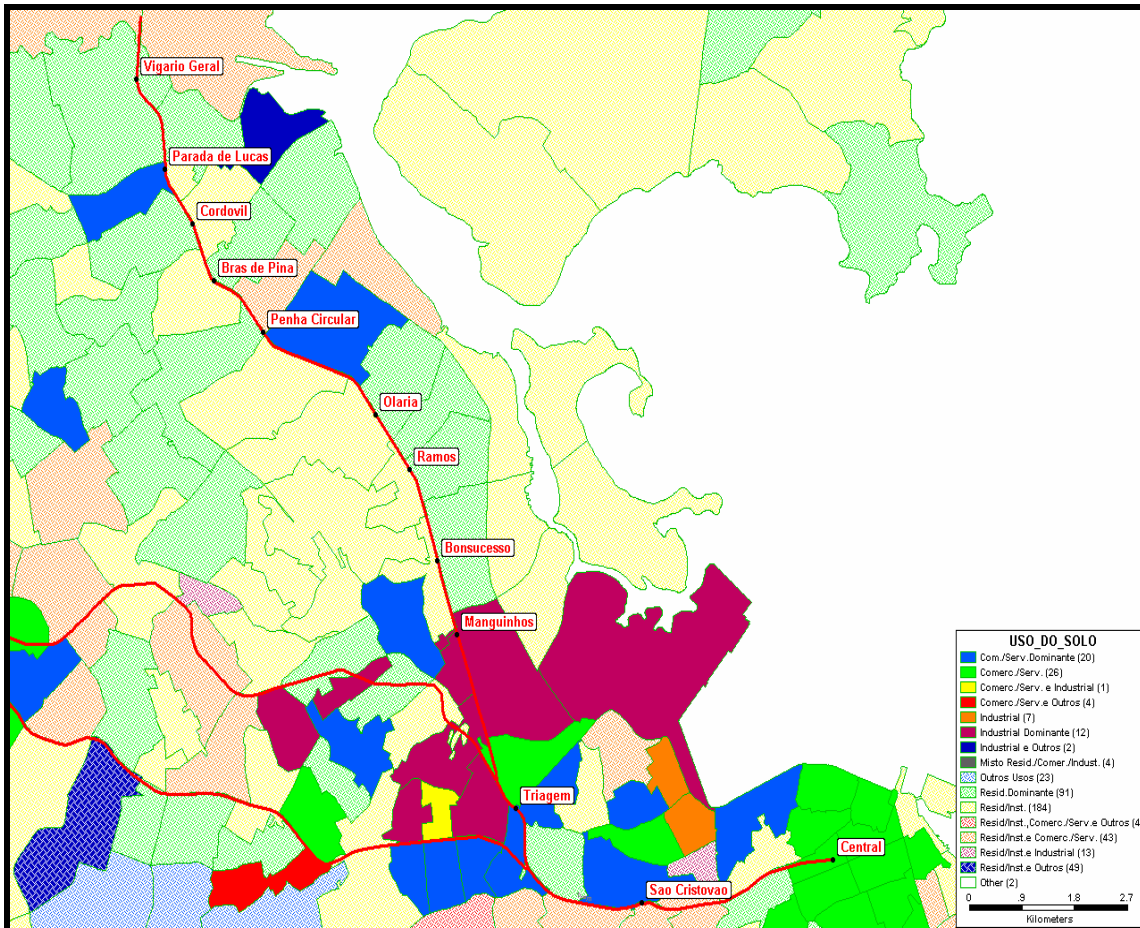 Vigario Geral
Parada de Lucas
Cordovil
Bras de Pina
Penha Circular
Olaria
Ramos
Bonsucesso
Manguinhos
Triagem
Central
Sao Cristovao
USO_DO_SOLO
Com./Serv.Dominante (20)
Comerc./Serv. (26)
Comerc./Serv. e Industrial (1)
Comerc./Serv.e Outros (4)
Industrial (7)
Industrial Dominante (12)
Industrial e Outros (2)
Misto Resid./Comer./Indust. (4)
Outros Usos (23)
Resid.Dominante (91)
Resid/Inst. (184)
Resid/Inst.,Comerc./Serv.e Outros (4
Resid/Inst.e Comerc./Serv. (43)
Resid/Inst.e Industrial (13)
Resid/Inst.e Outros (49)
Other (2)
0 .9 1.8 2.7
Kilometers